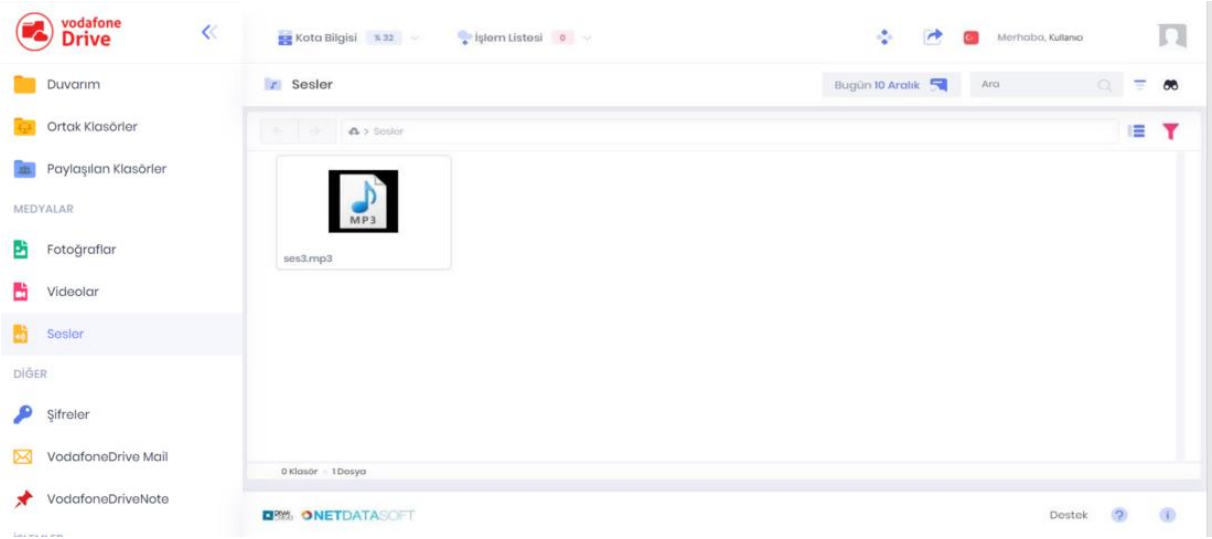 vodafone
Drive
Kota Bilgisi % 32
İşlem Listesi 0
Merhaba, Kullanıcı
Duvarım
Sesler
Bugün 10 Aralık
Ara
Ortak Klasörler
> Sesler
Paylaşılan Klasörler
MEDYALAR
MP3
Fotoğraflar
ses3.mp3
Videolar
Sesler
DİĞER
Şifreler
VodafoneDrive Mail
0 Klasör 1 Dosya
VodafoneDriveNote
NETDATASOFT
Destek
İŞLEMLER